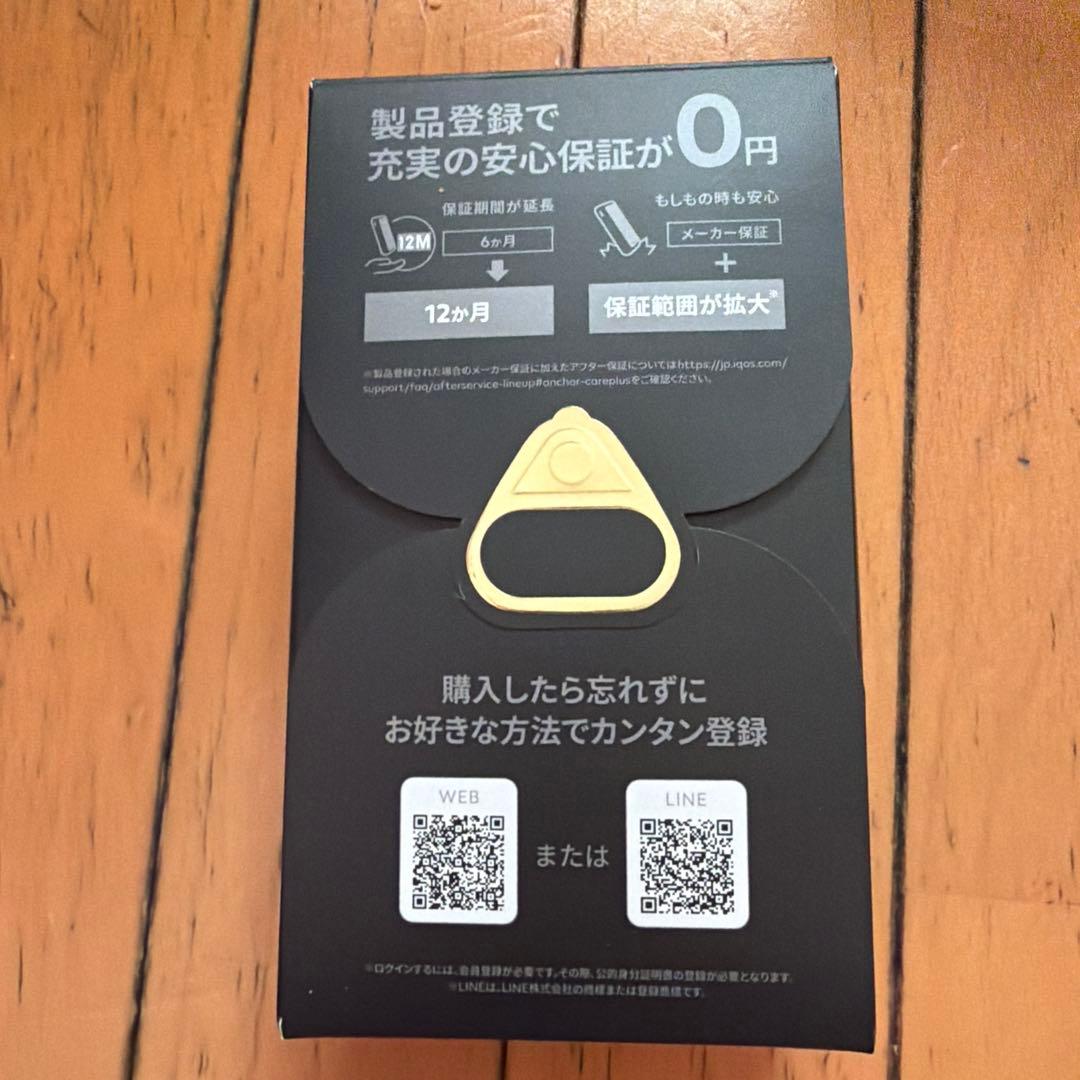 製品登録で
充実の安心保証が0円
保証期間が延長
12M
6か月
12か月
もしもの時も安心
メーカー保証
+
保証範囲が拡大※
※製品登録された場合のメーカー保証に加えたアフター保証についてはhttps://jp.iqos.com/
support/faq/afterservice-lineup#anchor-careplusをご確認ください。
購入したら忘れずに
お好きな方法でカンタン登録
WEB
または
LINE
※ログインするには、会員登録が必要です。その際、公的身分証明書の登録が必要となります。
※LINEは、LINE株式会社の商標または登録商標です。